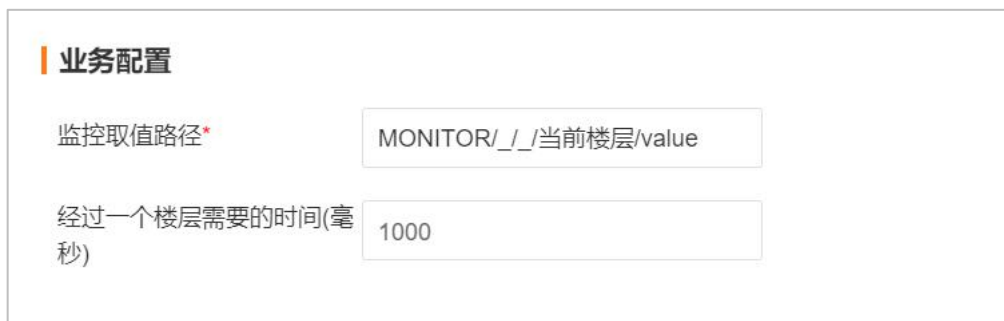 业务配置
监控取值路径*
MONITOR/_/_/当前楼层/value
经过一个楼层需要的时间(毫
秒)
1000